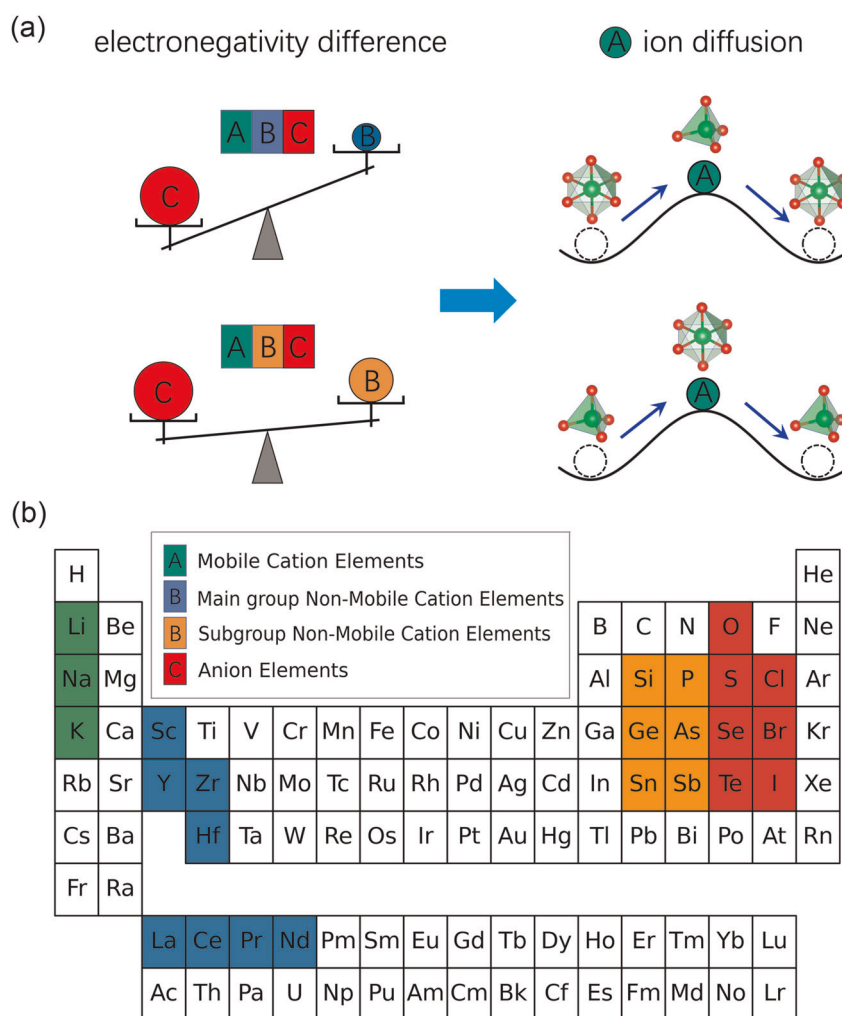 (a)
electronegativity difference
A ion diffusion
A B C
B
C
A
A B C
C
B
A
(b)
A Mobile Cation Elements
B Main group Non-Mobile Cation Elements
B Subgroup Non-Mobile Cation Elements
C Anion Elements
H He
Li Be B C N O F Ne
Na Mg Al Si P S Cl Ar
K Ca Sc Ti V Cr Mn Fe Co Ni Cu Zn Ga Ge As Se Br Kr
Rb Sr Y Zr Nb Mo Tc Ru Rh Pd Ag Cd In Sn Sb Te I Xe
Cs Ba Hf Ta W Re Os Ir Pt Au Hg Tl Pb Bi Po At Rn
Fr Ra
La Ce Pr Nd Pm Sm Eu Gd Tb Dy Ho Er Tm Yb Lu
Ac Th Pa U Np Pu Am Cm Bk Cf Es Fm Md No Lr